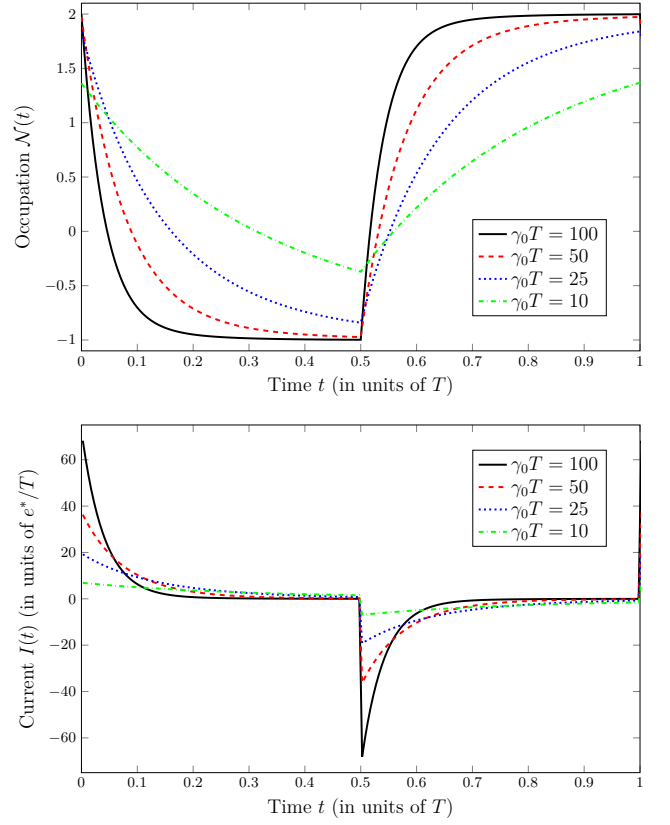 2
1.5
1
0.5
0
−0.5
−1
Occupation 𝒩(t)
0 0.1 0.2 0.3 0.4 0.5 0.6 0.7 0.8 0.9 1
Time t (in units of T)
γ₀T = 100
γ₀T = 50
γ₀T = 25
γ₀T = 10
60
40
20
0
−20
−40
−60
Current I(t) (in units of e*/T)
0 0.1 0.2 0.3 0.4 0.5 0.6 0.7 0.8 0.9 1
Time t (in units of T)
γ₀T = 100
γ₀T = 50
γ₀T = 25
γ₀T = 10